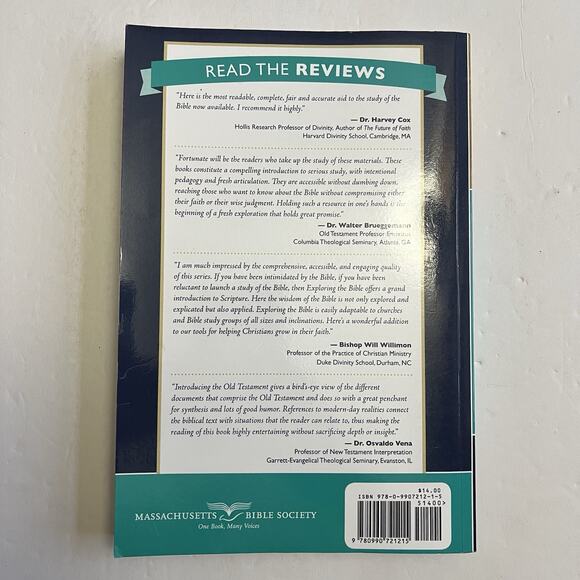 READ THE REVIEWS
"Here is the most readable, complete, fair and accurate aid to the study of the
Bible now available. I recommend it highly."
— Dr. Harvey Cox
Hollis Research Professor of Divinity, Author of The Future of Faith
Harvard Divinity School, Cambridge, MA
"Fortunate will be the readers who take up the study of these materials. These
books constitute a compelling introduction to serious study, with intentional
pedagogy and fresh articulation. They are accessible without dumbing down,
reaching those who want to know about the Bible without compromising either
their faith or their wise judgment. Holding such a resource in one's hands is the
beginning of a fresh exploration that holds great promise."
— Dr. Walter Brueggemann
Old Testament Professor Emeritus
Columbia Theological Seminary, Atlanta, GA
"I am much impressed by the comprehensive, accessible, and engaging quality
of this series. If you have been intimidated by the Bible, if you have been
reluctant to launch a study of the Bible, then Exploring the Bible offers a grand
introduction to Scripture. Here the wisdom of the Bible is not only explored and
explicated but also applied. Exploring the Bible is easily adaptable to churches
and Bible study groups of all sizes and inclinations. Here's a wonderful addition
to our tools for helping Christians grow in their faith."
— Bishop Will Willimon
Professor of the Practice of Christian Ministry
Duke Divinity School, Durham, NC
"Introducing the Old Testament gives a bird's-eye view of the different
documents that comprise the Old Testament and does so with a great penchant
for synthesis and lots of good humor. References to modern-day realities connect
the biblical text with situations that the reader can relate to, thus making the
reading of this book highly entertaining without sacrificing depth or insight."
— Dr. Osvaldo Vena
Professor of New Testament Interpretation
Garrett-Evangelical Theological Seminary, Evanston, IL
MASSACHUSETTS BIBLE SOCIETY
One Book, Many Voices
$14.00
ISBN 978-0-9907212-1-5
51400>
9 780990 721215